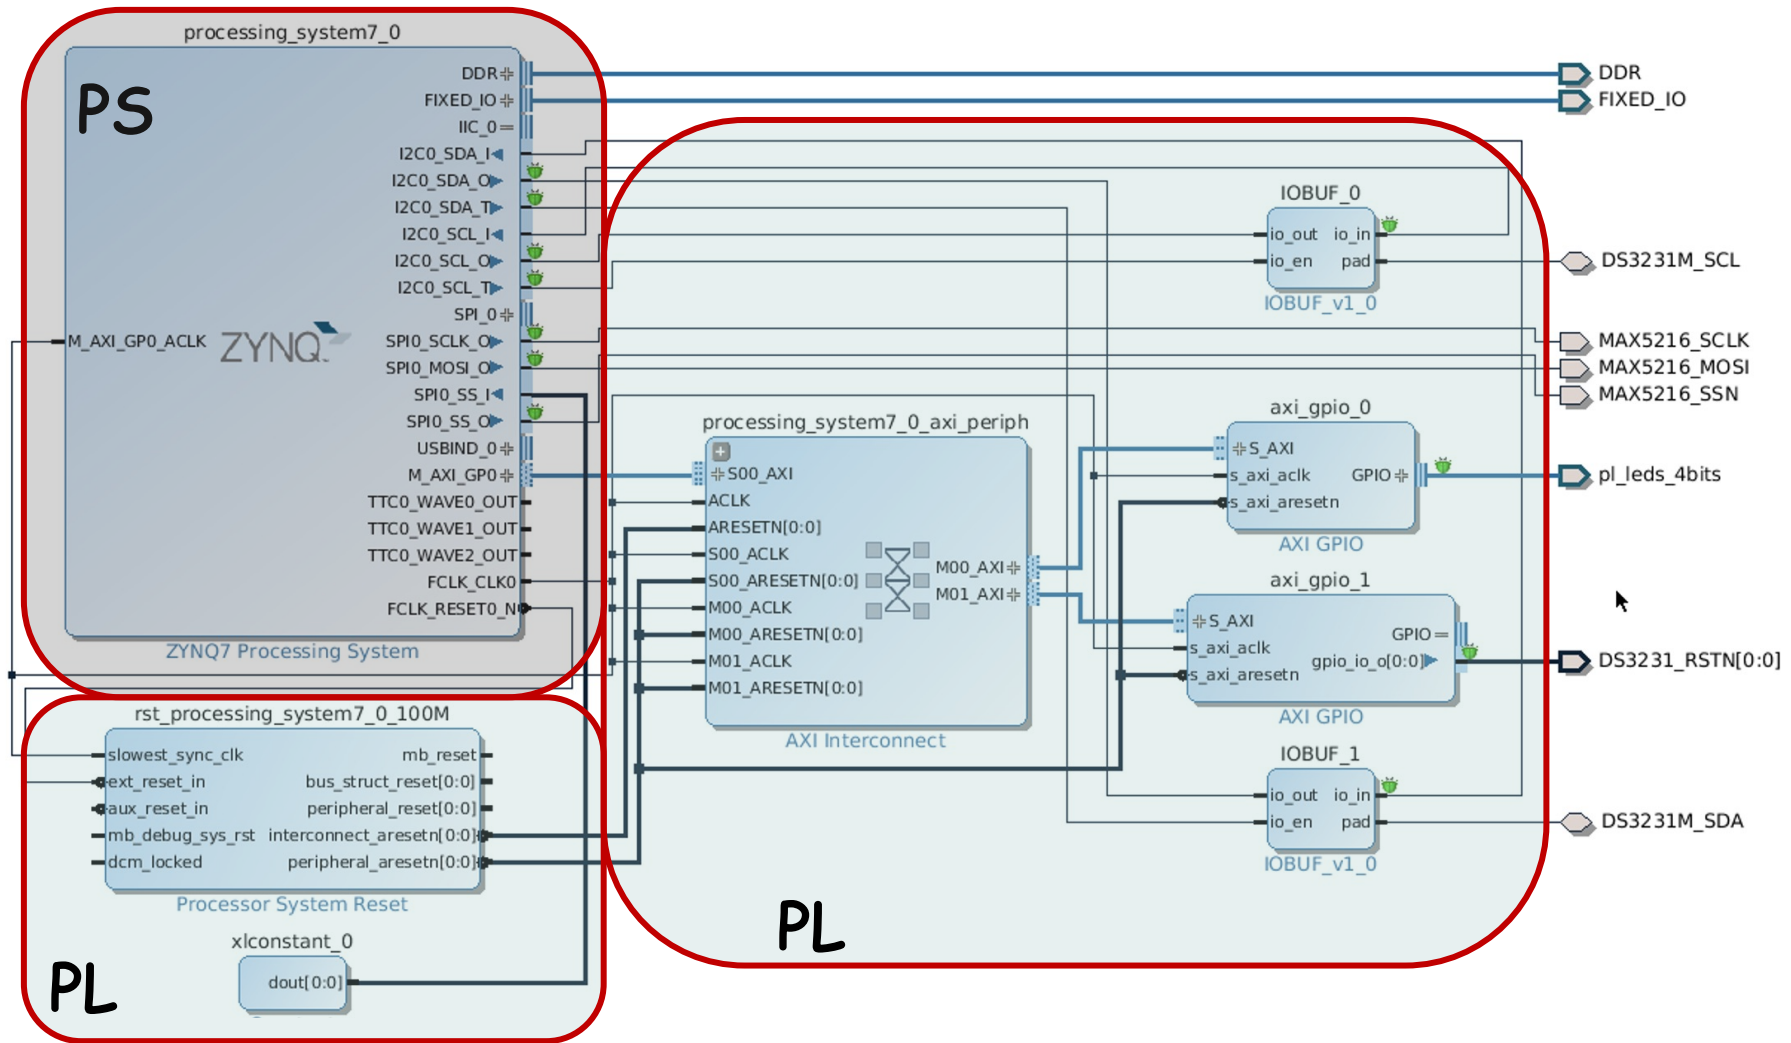 processing_system7_0
PS
DDR
FIXED_IO
IIC_0
I2C0_SDA_I
I2C0_SDA_O
I2C0_SDA_T
I2C0_SCL_I
I2C0_SCL_O
I2C0_SCL_T
SPI_0
SPI0_SCLK_O
SPI0_MOSI_O
SPI0_SS_I
SPI0_SS_O
USBIND_0
M_AXI_GP0
TTC0_WAVE0_OUT
TTC0_WAVE1_OUT
TTC0_WAVE2_OUT
FCLK_CLK0
FCLK_RESET0_N
M_AXI_GP0_ACLK
ZYNQ
ZYNQ7 Processing System
rst_processing_system7_0_100M
slowest_sync_clk
ext_reset_in
aux_reset_in
mb_debug_sys_rst
dcm_locked
mb_reset
bus_struct_reset[0:0]
peripheral_reset[0:0]
interconnect_aresetn[0:0]
peripheral_aresetn[0:0]
Processor System Reset
xlconstant_0
dout[0:0]
PL
processing_system7_0_axi_periph
S00_AXI
ACLK
ARESETN[0:0]
S00_ACLK
S00_ARESETN[0:0]
M00_ACLK
M00_ARESETN[0:0]
M01_ACLK
M01_ARESETN[0:0]
M00_AXI
M01_AXI
AXI Interconnect
PL
IOBUF_0
io_out io_in
io_en pad
IOBUF_v1_0
axi_gpio_0
S_AXI
s_axi_aclk GPIO
s_axi_aresetn
AXI GPIO
axi_gpio_1
S_AXI
GPIO
s_axi_aclk
gpio_io_o[0:0]
s_axi_aresetn
AXI GPIO
IOBUF_1
io_out io_in
io_en pad
IOBUF_v1_0
DDR
FIXED_IO
DS3231M_SCL
MAX5216_SCLK
MAX5216_MOSI
MAX5216_SSN
pl_leds_4bits
DS3231_RSTN[0:0]
DS3231M_SDA